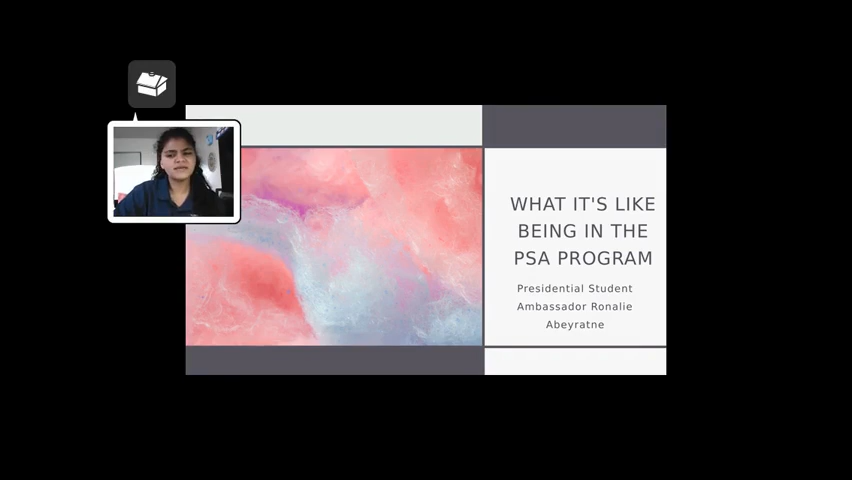 WHAT IT'S LIKE
BEING IN THE
PSA PROGRAM
Presidential Student
Ambassador Ronalie
Abeyratne